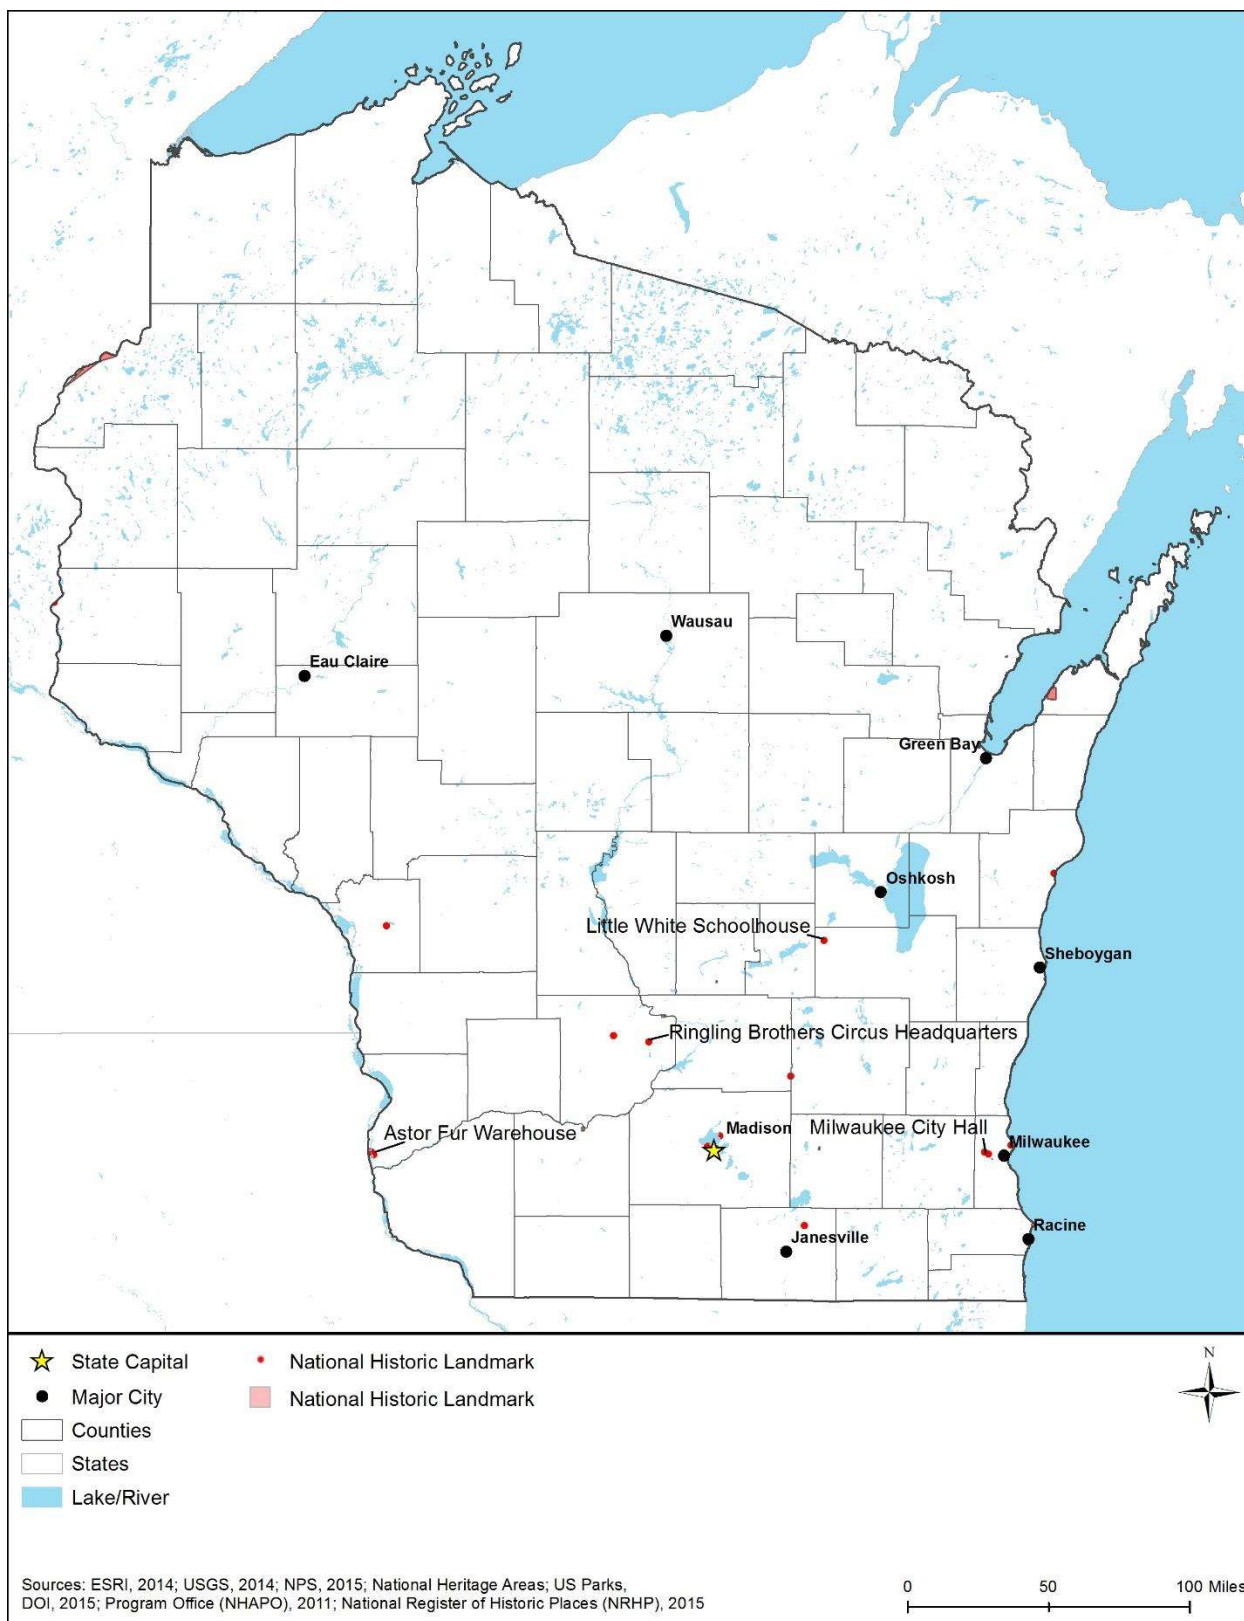 Wausau
Eau Claire
Green Bay
Oshkosh
Little White Schoolhouse
Sheboygan
Ringling Brothers Circus Headquarters
Astor Fur Warehouse
Madison
Milwaukee City Hall
Milwaukee
Racine
Janesville
State Capital
National Historic Landmark
Major City
National Historic Landmark
Counties
States
Lake/River
N
Sources: ESRI, 2014; USGS, 2014; NPS, 2015; National Heritage Areas; US Parks,
DOI, 2015; Program Office (NHAPO), 2011; National Register of Historic Places (NRHP), 2015
0 50 100 Miles